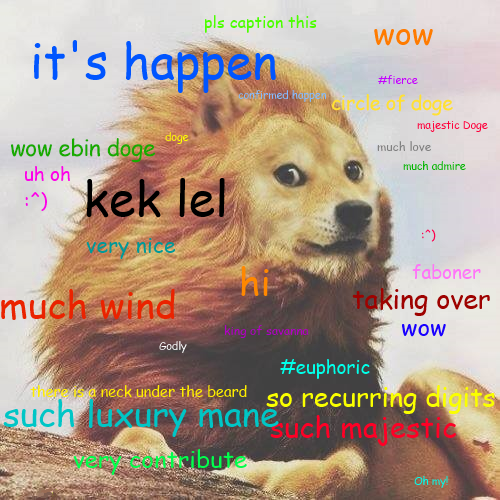 pls caption this
wow
it's happen
#fierce
confirmed happen
circle of doge
majestic Doge
doge
wow ebin doge
much love
much admire
uh oh
:^)
kek lel
:^)
very nice
faboner
hi
much wind
taking over
wow
Godly
#euphoric
there is a neck under the beard
so recurring digits
such luxury mane
such majestic
very contribute
Oh my!